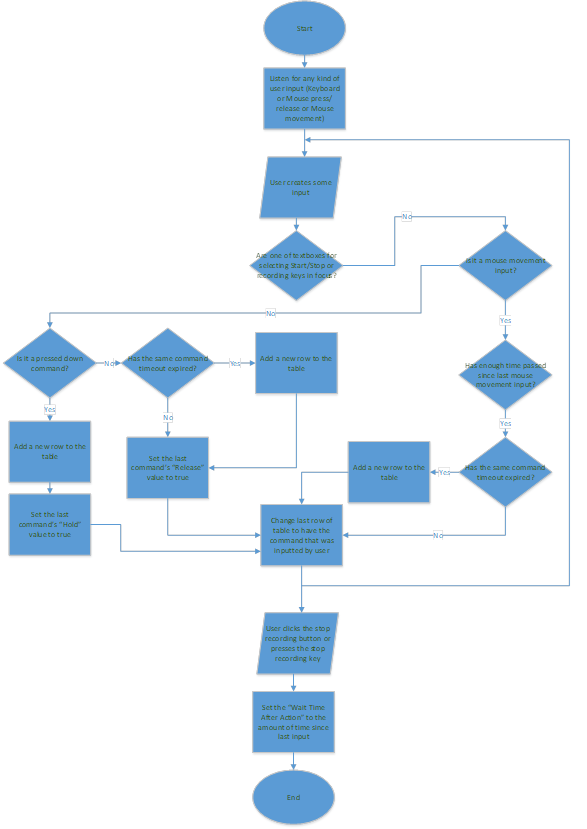 Start
Listen for any kind of
user input (Keyboard
or Mouse press/
release or Mouse
movement)
User creates some
input
No
Are one of textboxes for
selecting Start/Stop or
recording keys in focus?
Is it a mouse movement
input?
No
Yes
Is it a pressed down
command?
No
Has the same command
timeout expired?
Yes
Add a new row to the
table
Has enough time passed
since last mouse
movement input?
Yes
No
Yes
Add a new row to the
table
Set the last
command's "Release"
value to true
Add a new row to the
table
Yes
Has the same command
timeout expired?
Set the last
command's "Hold"
value to true
Change last row of
table to have the
command that was
inputted by user
No
User clicks the stop
recording button or
presses the stop
recording key
Set the "Wait Time
After Action" to the
amount of time since
last input
End